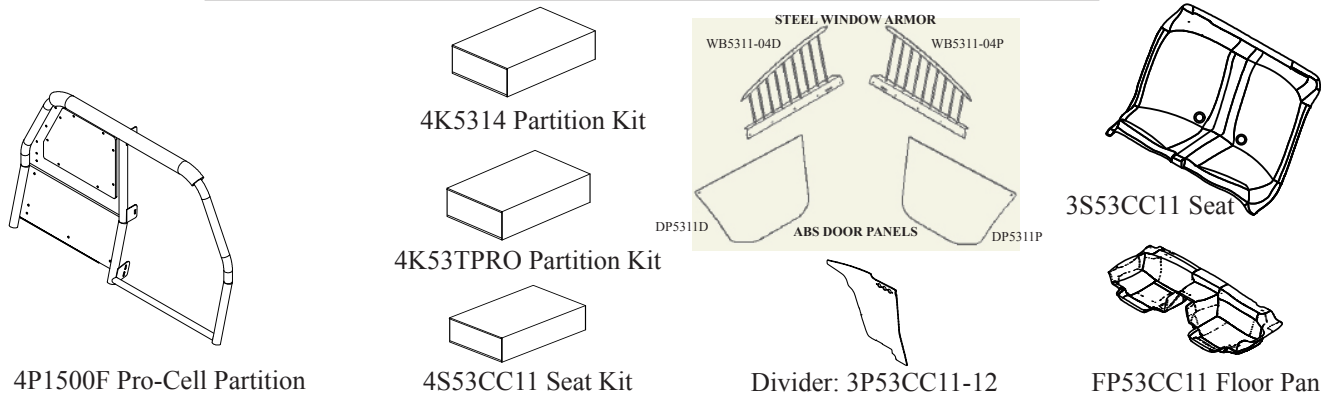 STEEL WINDOW ARMOR
WB5311-04D
WB5311-04P
4K5314 Partition Kit
4K53TPRO Partition Kit
DP5311D
ABS DOOR PANELS
DP5311P
3S53CC11 Seat
4P1500F Pro-Cell Partition
4S53CC11 Seat Kit
Divider: 3P53CC11-12
FP53CC11 Floor Pan